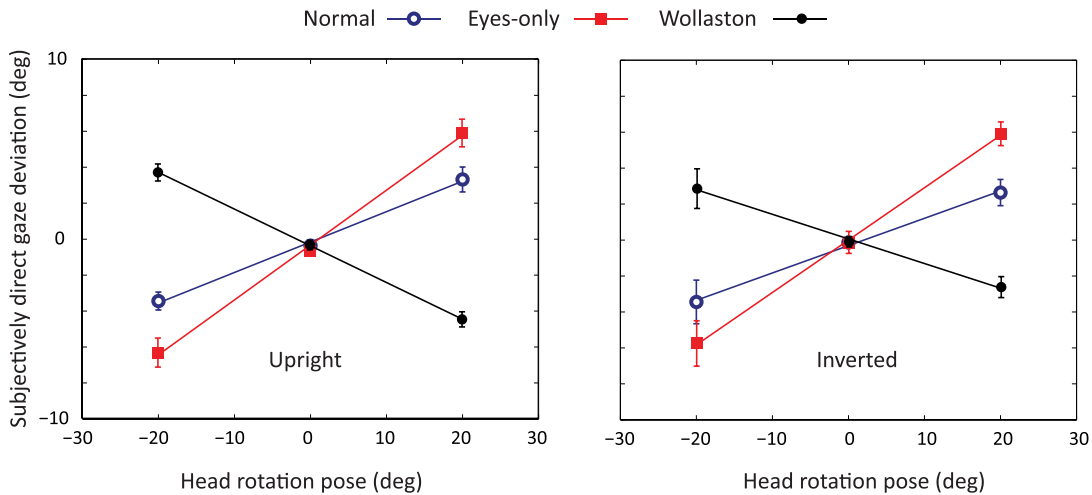 Normal Eyes-only Wollaston
Subjectively direct gaze deviation (deg)
10
0
−10
Upright
−30 −20 −10 0 10 20 30
Head rotation pose (deg)
Inverted
−30 −20 −10 0 10 20 30
Head rotation pose (deg)